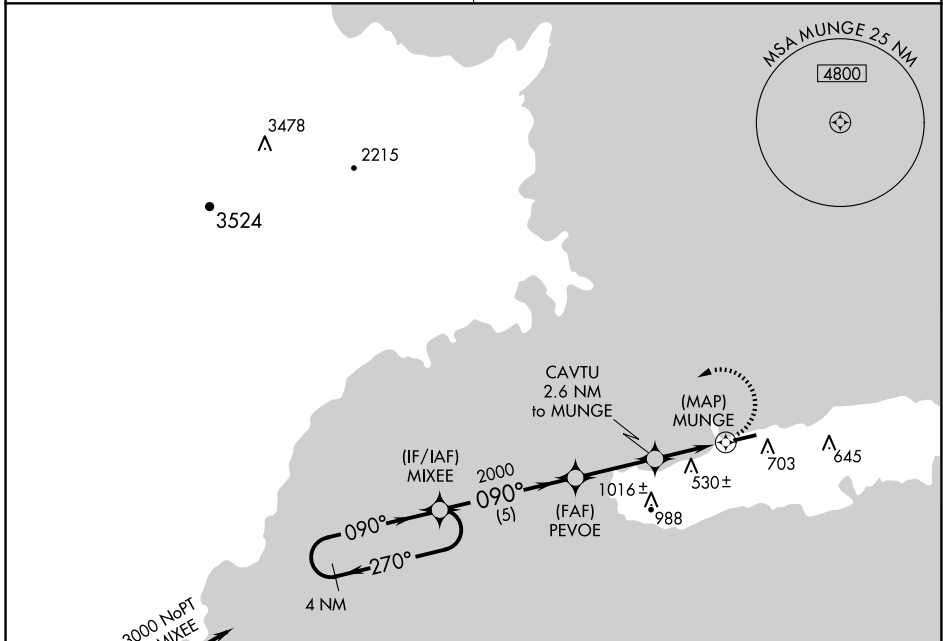 MSA MUNGE 25 NM
4800
3478
2215
3524
CAVTU
2.6 NM
to MUNGE
(MAP)
MUNGE
(IF/IAF)
MIXEE
2000
090°
(5)
(FAF)
PEVOE
1016±
988
530±
703
645
090°
270°
4 NM
3000 NoPT
MIXEE